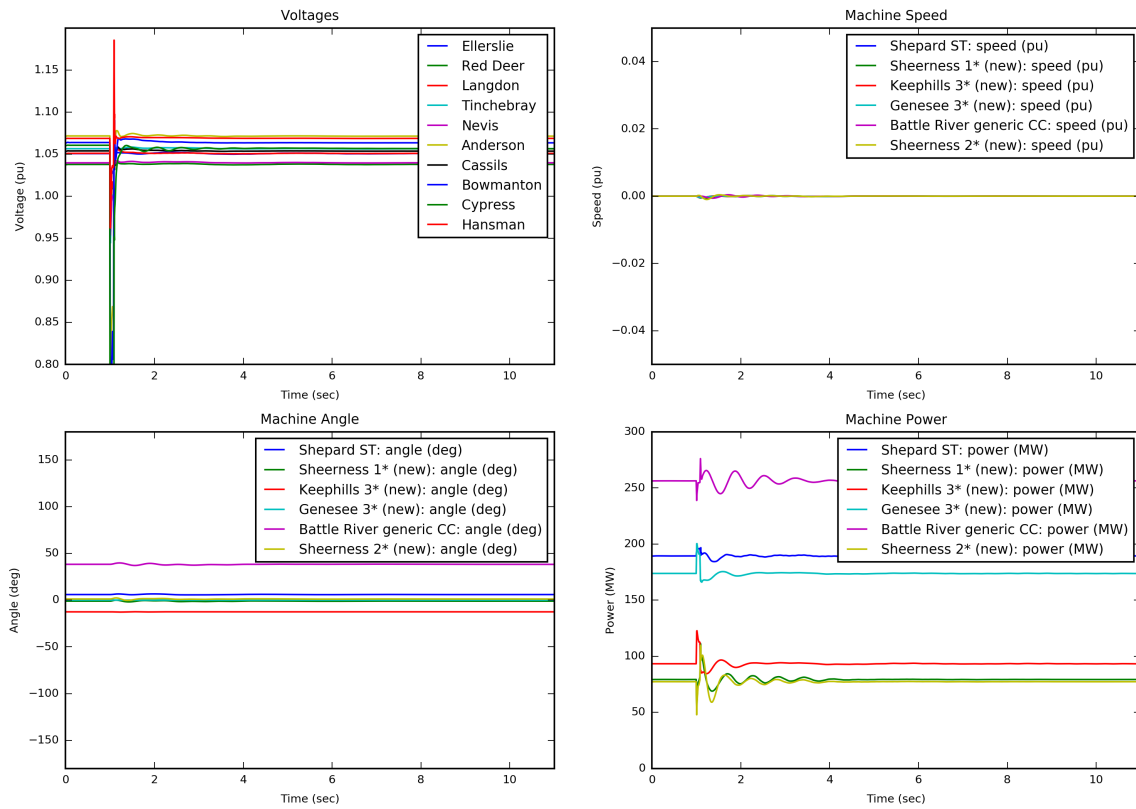 Voltages
1.15
1.10
1.05
1.00
0.95
0.90
0.85
0.80
Voltage (pu)
Ellerslie
Red Deer
Langdon
Tinchebray
Nevis
Anderson
Cassils
Bowmanton
Cypress
Hansman
0 2 4 6 8 10
Time (sec)
Machine Speed
0.04
0.02
0.00
−0.02
−0.04
Speed (pu)
Shepard ST: speed (pu)
Sheerness 1* (new): speed (pu)
Keephills 3* (new): speed (pu)
Genesee 3* (new): speed (pu)
Battle River generic CC: speed (pu)
Sheerness 2* (new): speed (pu)
0 2 4 6 8 10
Time (sec)
Machine Angle
150
100
50
0
−50
−100
−150
Angle (deg)
Shepard ST: angle (deg)
Sheerness 1* (new): angle (deg)
Keephills 3* (new): angle (deg)
Genesee 3* (new): angle (deg)
Battle River generic CC: angle (deg)
Sheerness 2* (new): angle (deg)
0 2 4 6 8 10
Time (sec)
Machine Power
300
250
200
150
100
50
0
Power (MW)
Shepard ST: power (MW)
Sheerness 1* (new): power (MW)
Keephills 3* (new): power (MW)
Genesee 3* (new): power (MW)
Battle River generic CC: power (MW)
Sheerness 2* (new): power (MW)
0 2 4 6 8 10
Time (sec)